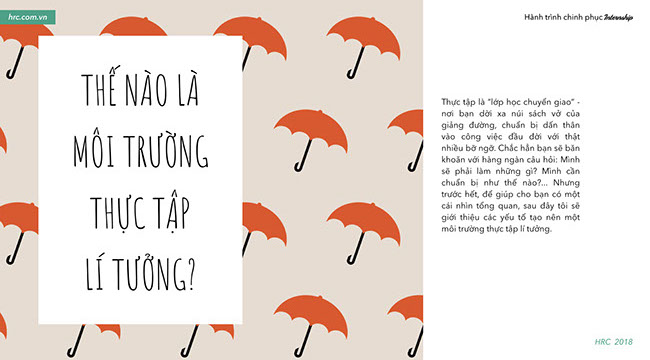 hrc.com.vn
Hành trình chinh phục Internship
THẾ NÀO LÀ
MÔI TRƯỜNG
THỰC TẬP
LÍ TƯỞNG?
Thực tập là “lớp học chuyển giao” -
nơi bạn dời xa núi sách vở của
giảng đường, chuẩn bị dấn thân
vào công việc đầu đời với thật
nhiều bỡ ngỡ. Chắc hẳn bạn sẽ băn
khoăn với hàng ngàn câu hỏi: Mình
sẽ phải làm những gì? Mình cần
chuẩn bị như thế nào?... Nhưng
trước hết, để giúp cho bạn có một
cái nhìn tổng quan, sau đây tôi sẽ
giới thiệu các yếu tố tạo nên một
môi trường thực tập lí tưởng.
HRC 2018